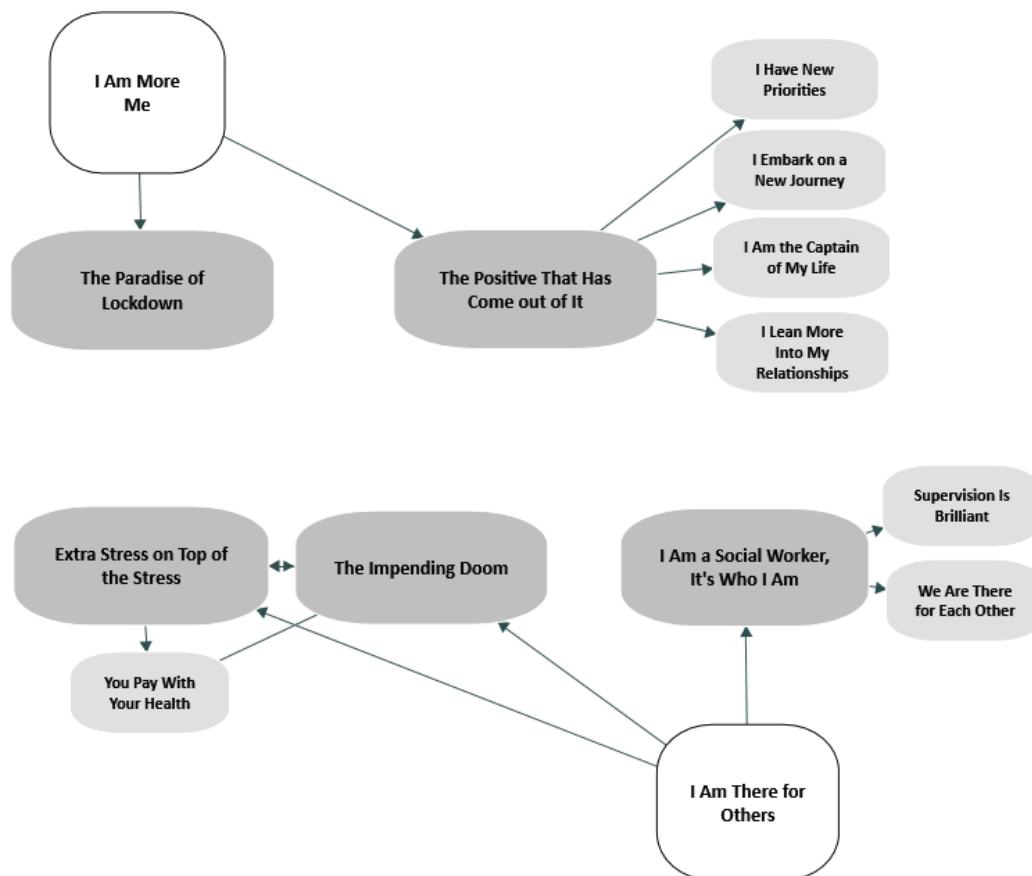 I Am More
Me
I Have New
Priorities
I Embark on a
New Journey
The Paradise of
Lockdown
The Positive That Has
Come out of It
I Am the Captain
of My Life
I Lean More
Into My
Relationships
Extra Stress on Top of
the Stress
The Impending Doom
I Am a Social Worker,
It's Who I Am
Supervision Is
Brilliant
We Are There
for Each Other
You Pay With
Your Health
I Am There for
Others